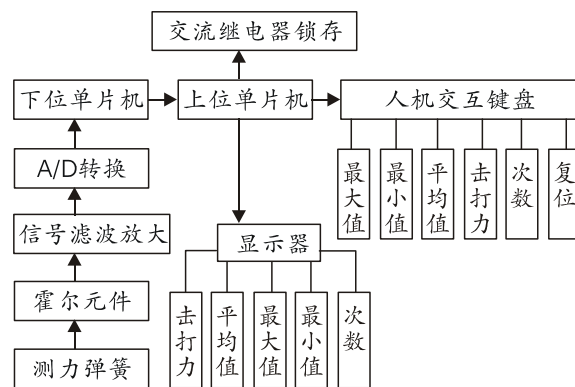 交流继电器锁存
下位单片机
上位单片机
人机交互键盘
A/D转换
信号滤波放大
霍尔元件
测力弹簧
最大值
最小值
平均值
击打力
次数
复位
显示器
击打力
平均值
最大值
最小值
次数